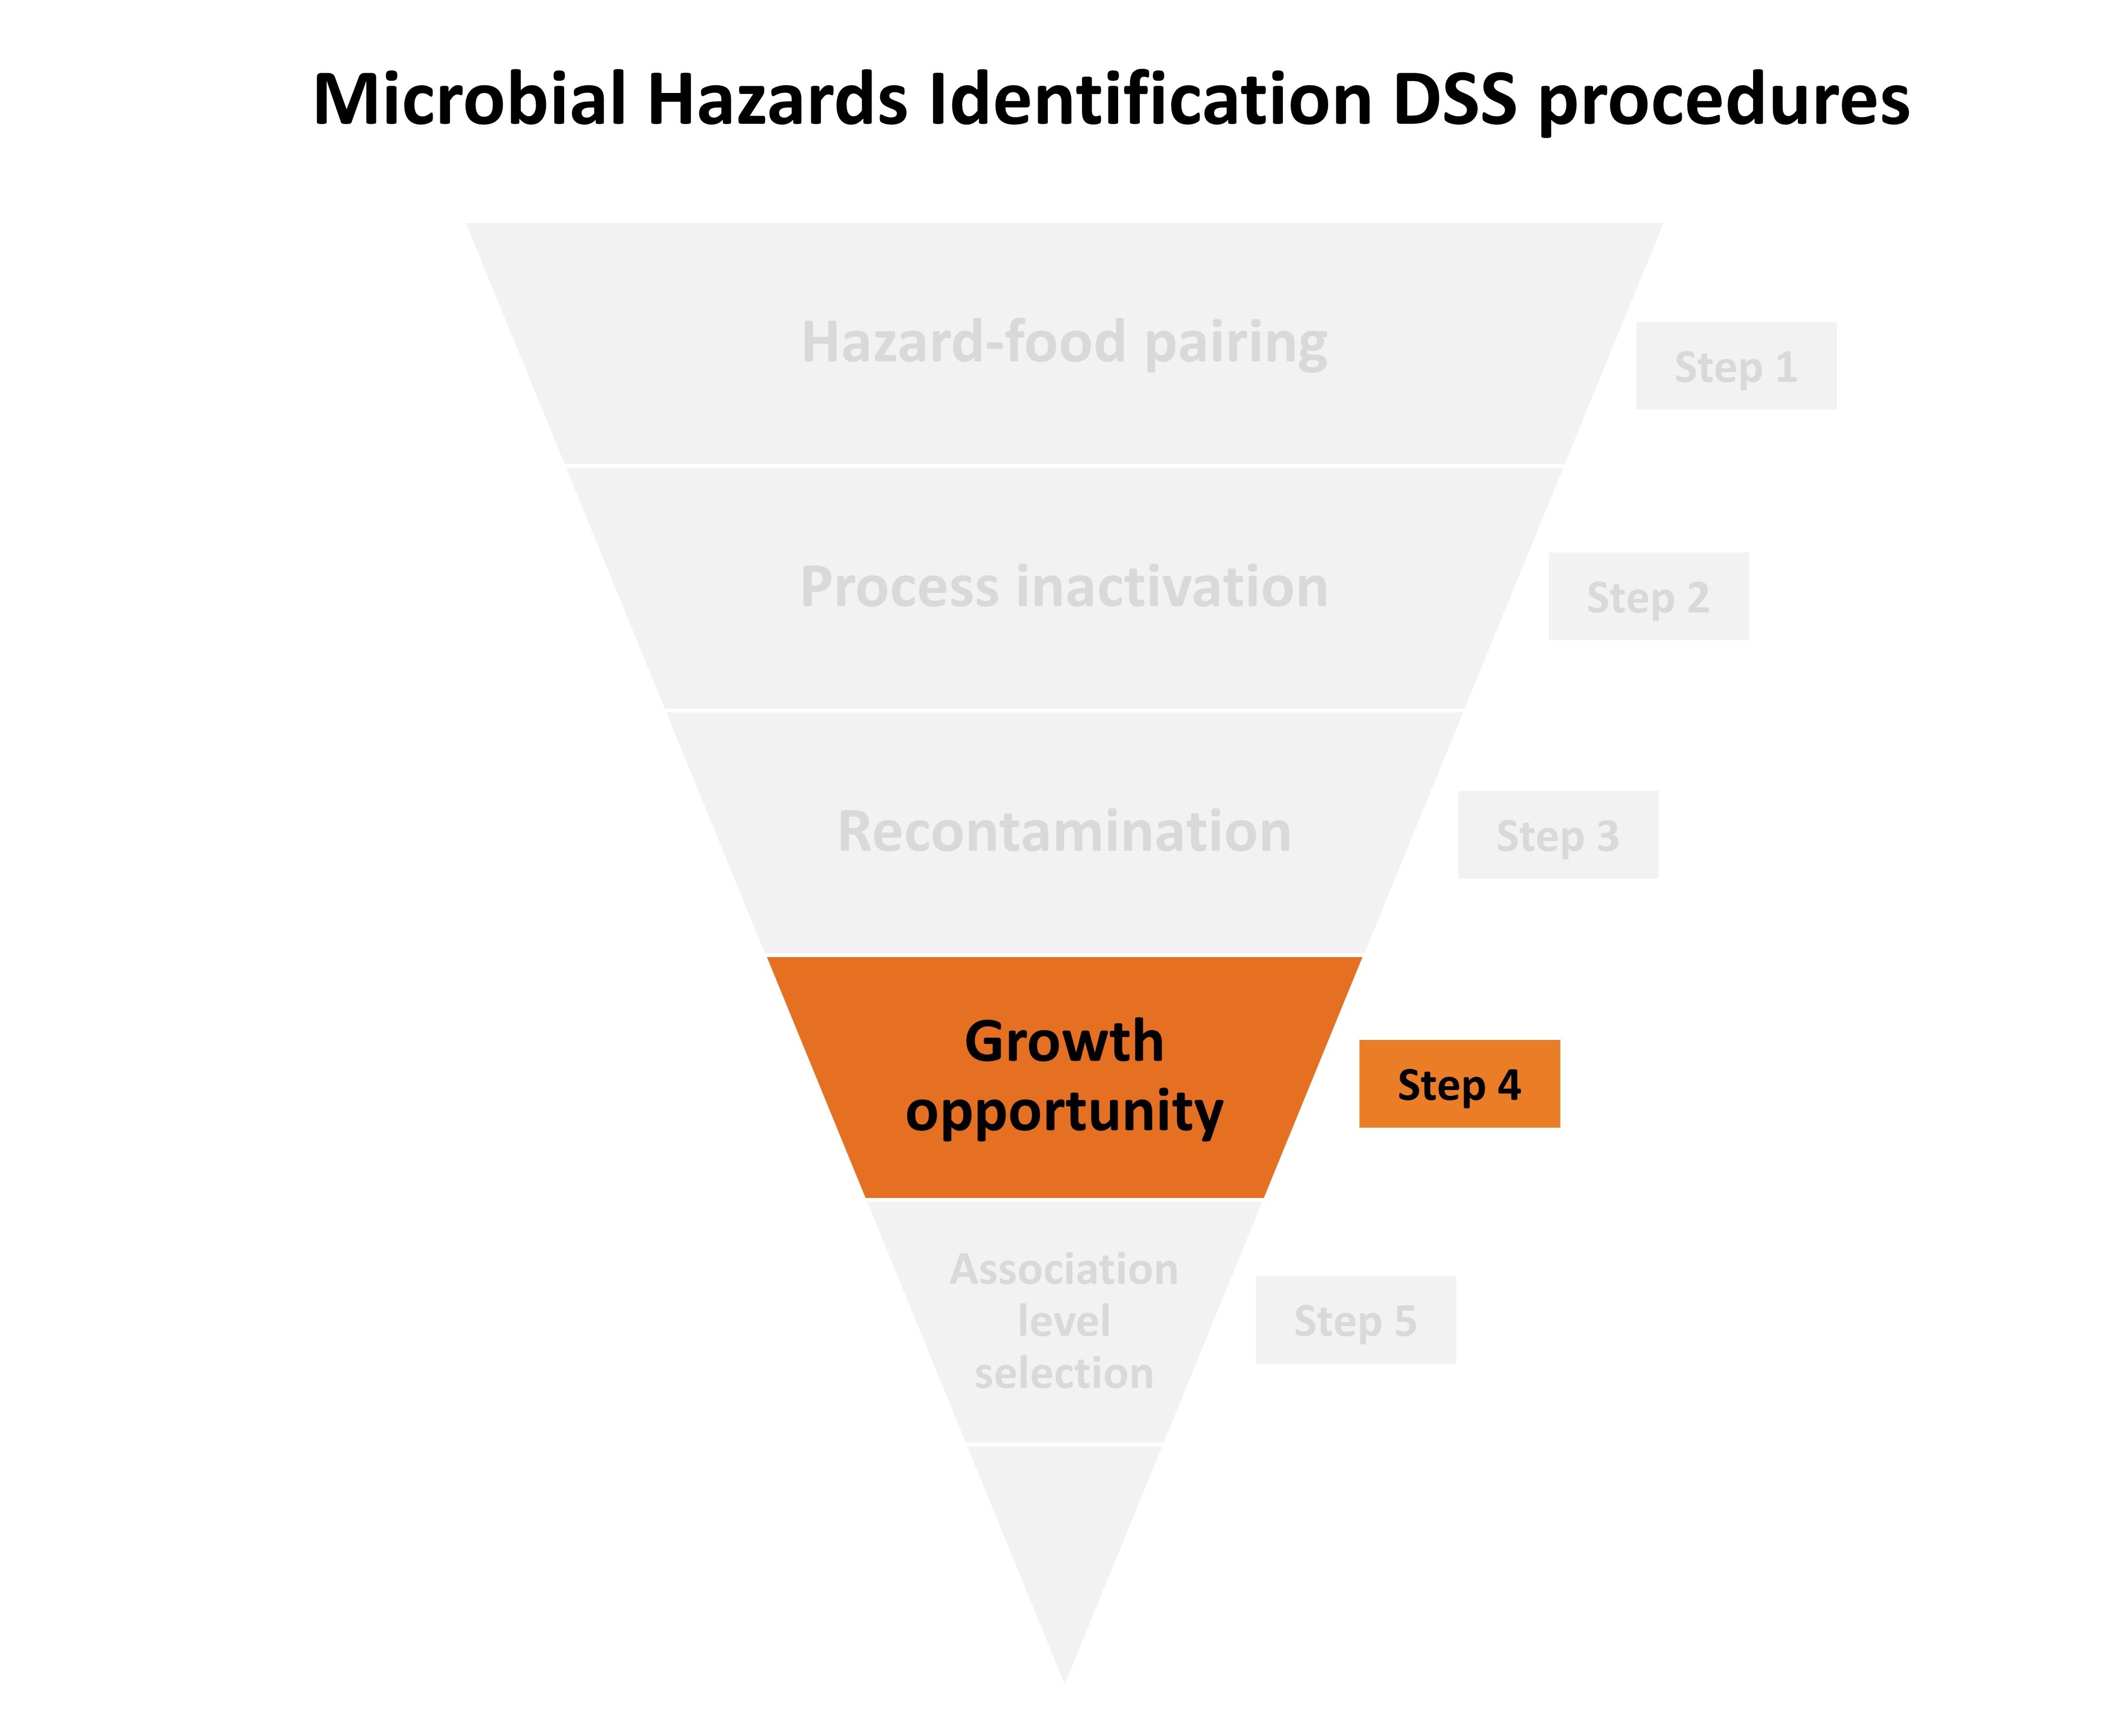 Microbial Hazards Identification DSS procedures
Hazard-food pairing
Step 1
Process inactivation
Step 2
Recontamination
Step 3
Growth
opportunity
Step 4
Association
level
selection
Step 5